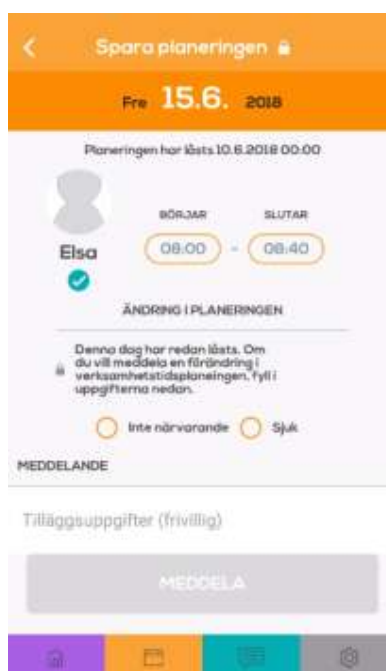 Spara planeringen
Fre 15.6. 2018
Planeringen har låsts 10.6.2018 00:00
BÖRJAR SLUTAR
08:00 - 08:40
Elsa
ÄNDRING I PLANERINGEN
Denna dag har redan låsts. Om
du vill meddela en förändring i
verksamhetstidsplaneingen, fyll i
uppgifterna nedan.
Inte närvarande Sjuk
MEDDELANDE
Tilläggsuppgifter (frivillig)
MEDDELA